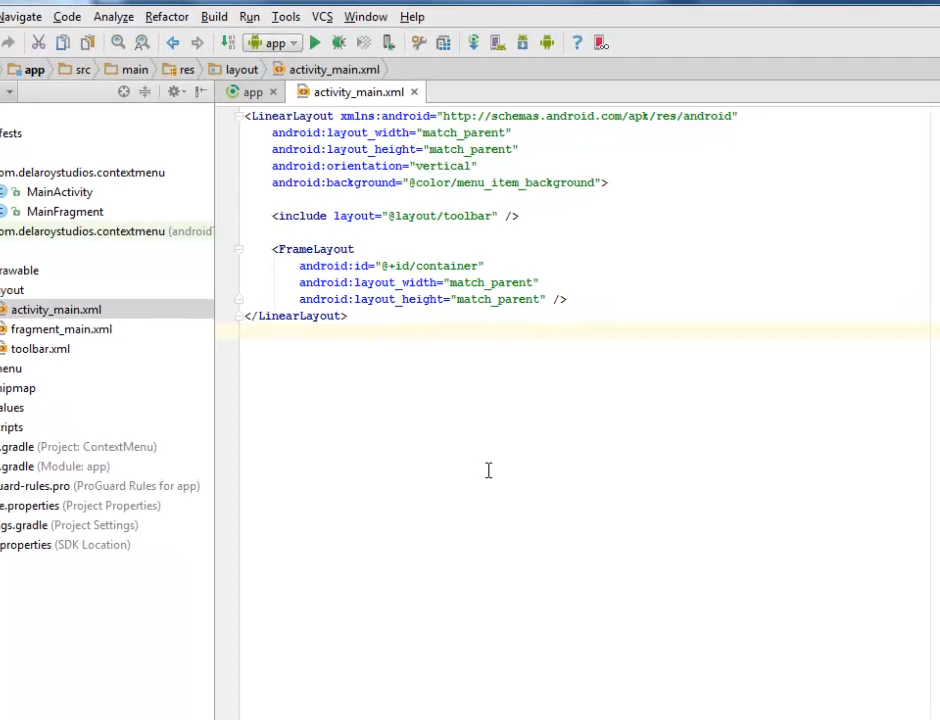 Navigate Code Analyze Refactor Build Run Tools VCS Window Help
app
app src main res layout activity_main.xml
app activity_main.xml
<LinearLayout xmlns:android="http://schemas.android.com/apk/res/android"
android:layout_width="match_parent"
android:layout_height="match_parent"
android:orientation="vertical"
android:background="@color/menu_item_background">
<include layout="@layout/toolbar" />
<FrameLayout
android:id="@+id/container"
android:layout_width="match_parent"
android:layout_height="match_parent" />
</LinearLayout>
fests
om.delaroystudios.contextmenu
MainActivity
MainFragment
om.delaroystudios.contextmenu (android
rawable
yout
activity_main.xml
fragment_main.xml
toolbar.xml
enu
ipmap
alues
ripts
.gradle (Project: ContextMenu)
.gradle (Module: app)
uard-rules.pro (ProGuard Rules for app)
e.properties (Project Properties)
ngs.gradle (Project Settings)
properties (SDK Location)